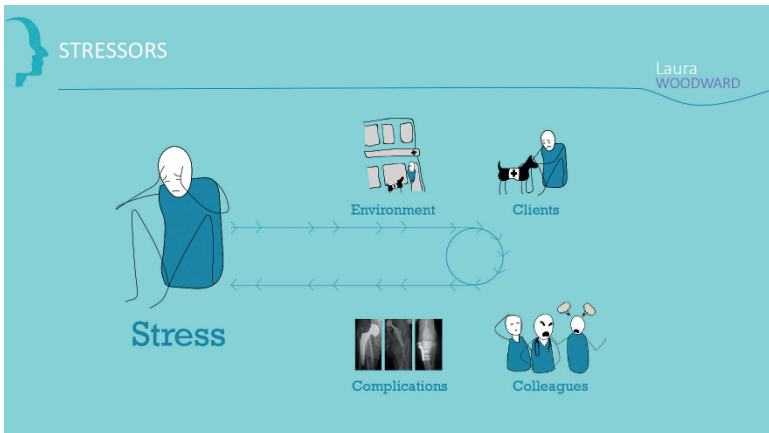 STRESSORS
Laura
WOODWARD
Environment
Clients
Stress
Complications
Colleagues